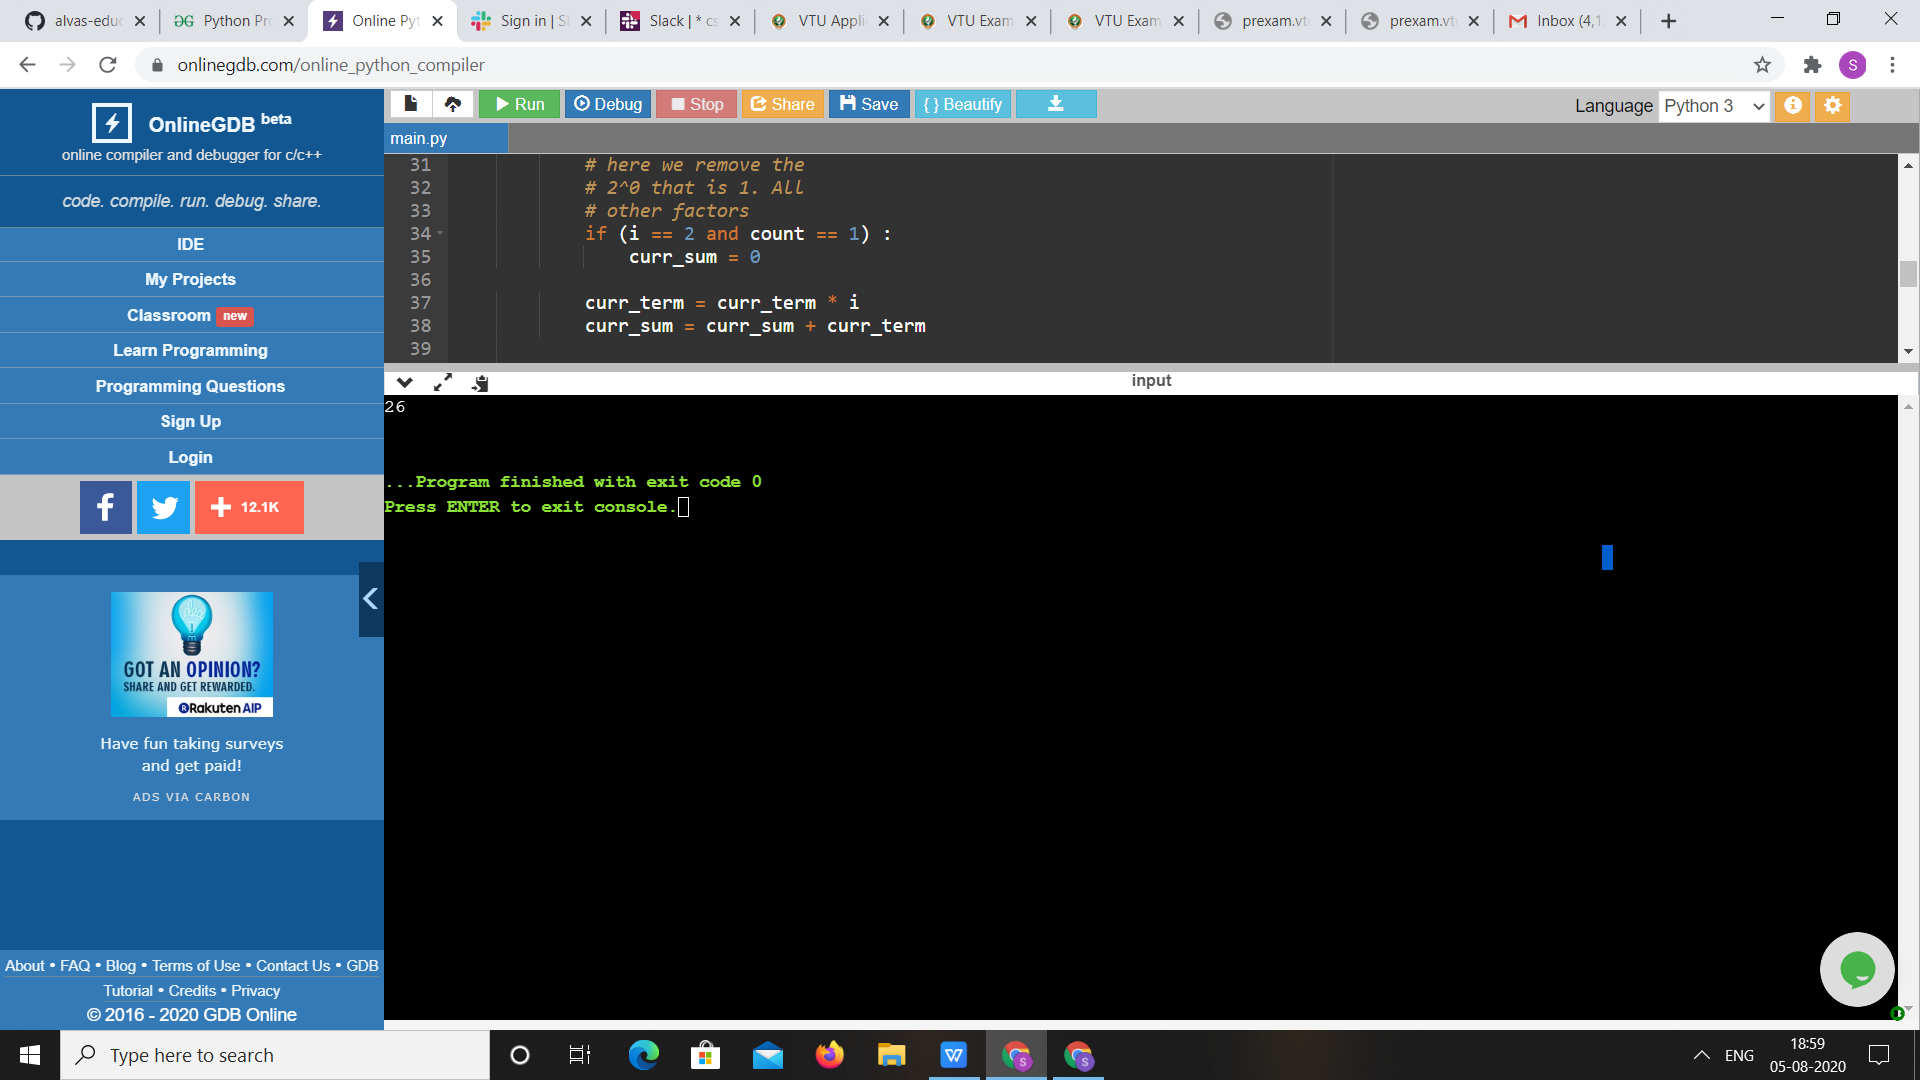 alvas-educ
Python Pr
Online Pyt
Sign in | Sl
Slack | * cs
VTU Appli
VTU Exam
VTU Exam
prexam.vt
prexam.vt
Inbox (4,1
onlinegdb.com/online_python_compiler
S
OnlineGDB beta
online compiler and debugger for c/c++
code. compile. run. debug. share.
IDE
My Projects
Classroom new
Learn Programming
Programming Questions
Sign Up
Login
12.1K
GOT AN OPINION?
SHARE AND GET REWARDED.
Rakuten AIP
Have fun taking surveys
and get paid!
ADS VIA CARBON
About • FAQ • Blog • Terms of Use • Contact Us • GDB
Tutorial • Credits • Privacy
© 2016 - 2020 GDB Online
Run Debug Stop Share Save { } Beautify
Language Python 3
main.py
31 # here we remove the
32 # 2^0 that is 1. All
33 # other factors
34 if (i == 2 and count == 1) :
35 curr_sum = 0
36
37 curr_term = curr_term * i
38 curr_sum = curr_sum + curr_term
39
input
26
...Program finished with exit code 0
Press ENTER to exit console.
Type here to search
W
S
S
ENG
18:59
05-08-2020